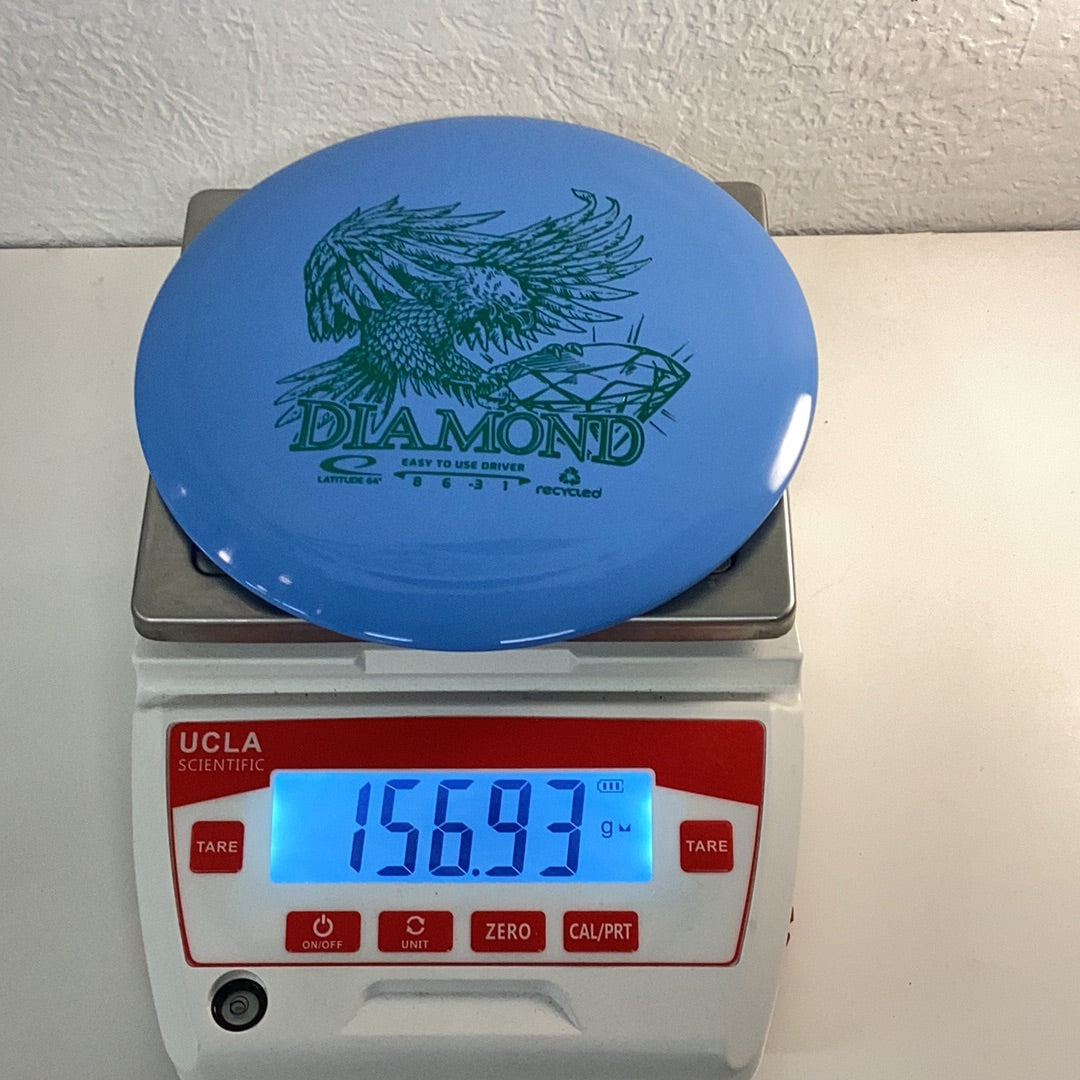 DIAMOND
EASY TO USE DRIVER
LATITUDE 64°
8 6 -3 1
recycled
UCLA
SCIENTIFIC
156.93
g
TARE
TARE
ON/OFF
UNIT
ZERO
CAL/PRT